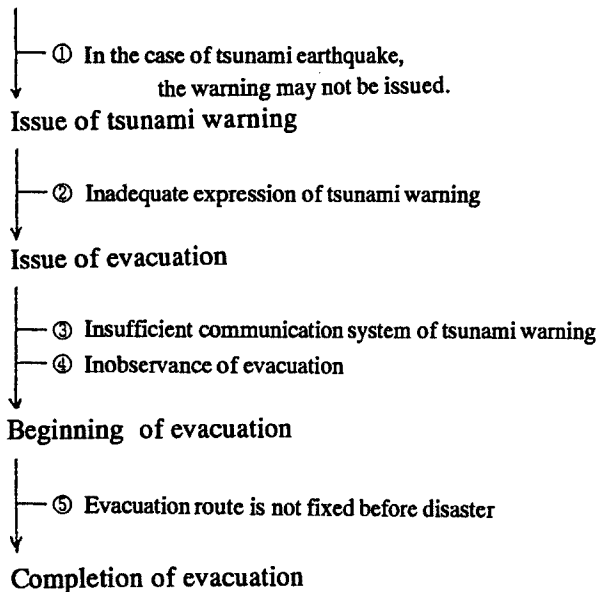 ① In the case of tsunami earthquake,
the warning may not be issued.
Issue of tsunami warning
② Inadequate expression of tsunami warning
Issue of evacuation
③ Insufficient communication system of tsunami warning
④ Inobservance of evacuation
Beginning of evacuation
⑤ Evacuation route is not fixed before disaster
Completion of evacuation